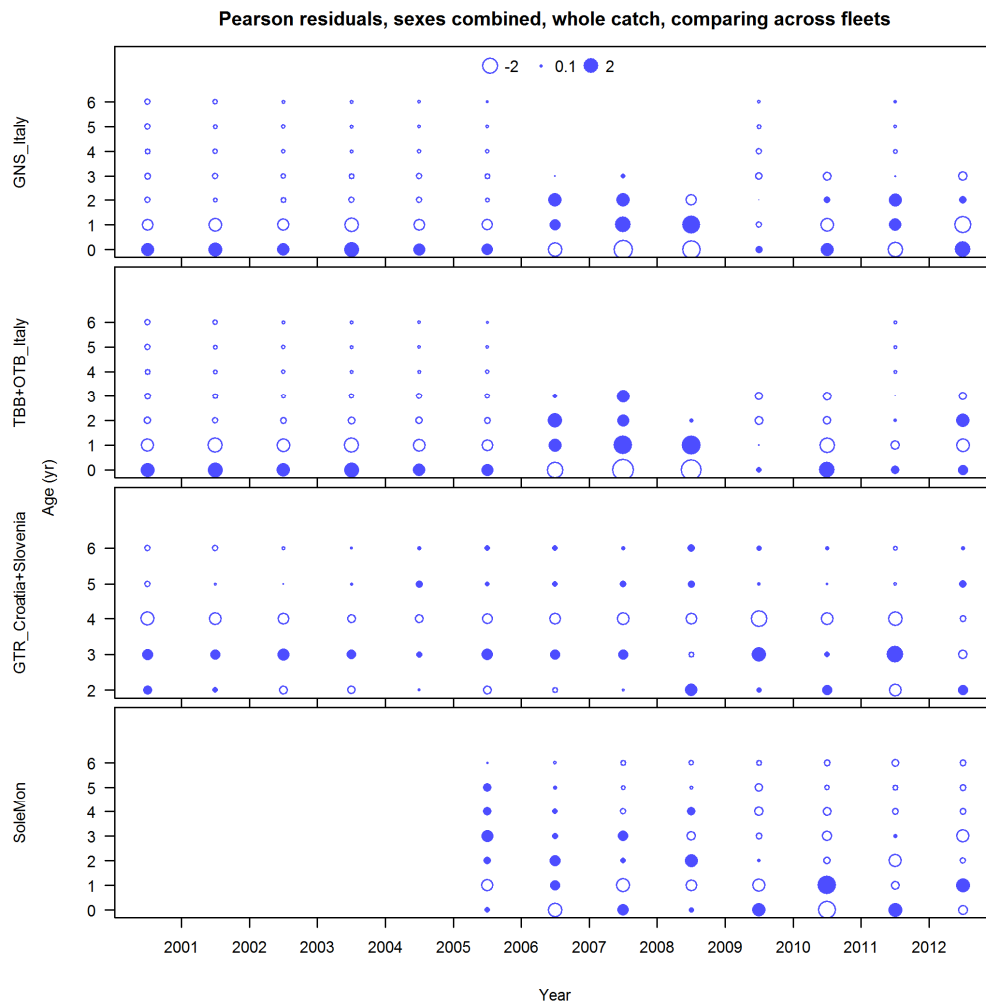 Pearson residuals, sexes combined, whole catch, comparing across fleets
-2 0.1 2
GNS_Italy
6
5
4
3
2
1
0
TBB+OTB_Italy
6
5
4
3
2
1
0
Age (yr)
GTR_Croatia+Slovenia
6
5
4
3
2
SoleMon
6
5
4
3
2
1
0
2001 2002 2003 2004 2005 2006 2007 2008 2009 2010 2011 2012
Year